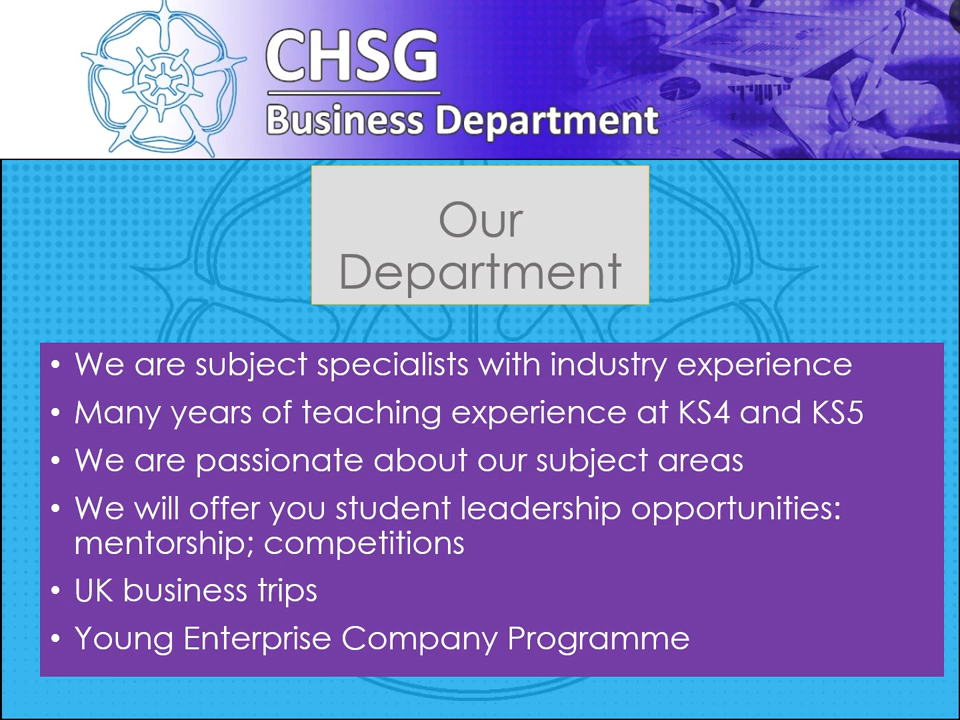 CHSG
Business Department
Our
Department
• We are subject specialists with industry experience
• Many years of teaching experience at KS4 and KS5
• We are passionate about our subject areas
• We will offer you student leadership opportunities:
mentorship; competitions
• UK business trips
• Young Enterprise Company Programme